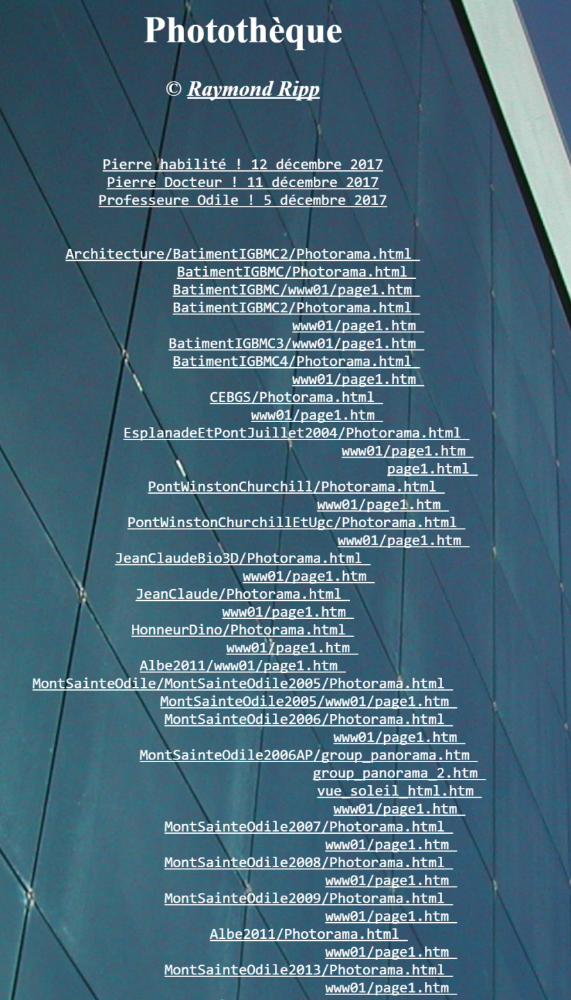 Photothèque
© Raymond Ripp
Pierre habilité ! 12 décembre 2017
Pierre Docteur ! 11 décembre 2017
Professeure Odile ! 5 décembre 2017
Architecture/BatimentIGBMC2/Photorama.html
BatimentIGBMC/Photorama.html
BatimentIGBMC/www01/page1.htm
BatimentIGBMC2/Photorama.html
www01/page1.htm
BatimentIGBMC3/www01/page1.htm
BatimentIGBMC4/Photorama.html
www01/page1.htm
CEBGS/Photorama.html
www01/page1.htm
EsplanadeEtPontJuillet2004/Photorama.html
www01/page1.htm
page1.html
PontWinstonChurchill/Photorama.html
www01/page1.htm
PontWinstonChurchillEtUgc/Photorama.html
www01/page1.htm
JeanClaudeBio3D/Photorama.html
www01/page1.htm
JeanClaude/Photorama.html
www01/page1.htm
HonneurDino/Photorama.html
www01/page1.htm
Albe2011/www01/page1.htm
MontSainteOdile/MontSainteOdile2005/Photorama.html
MontSainteOdile2005/www01/page1.htm
MontSainteOdile2006/Photorama.html
www01/page1.htm
MontSainteOdile2006AP/group_panorama.htm
group_panorama_2.htm
vue_soleil_html.htm
www01/page1.htm
MontSainteOdile2007/Photorama.html
www01/page1.htm
MontSainteOdile2008/Photorama.html
www01/page1.htm
MontSainteOdile2009/Photorama.html
www01/page1.htm
Albe2011/Photorama.html
www01/page1.htm
MontSainteOdile2013/Photorama.html
www01/page1.htm